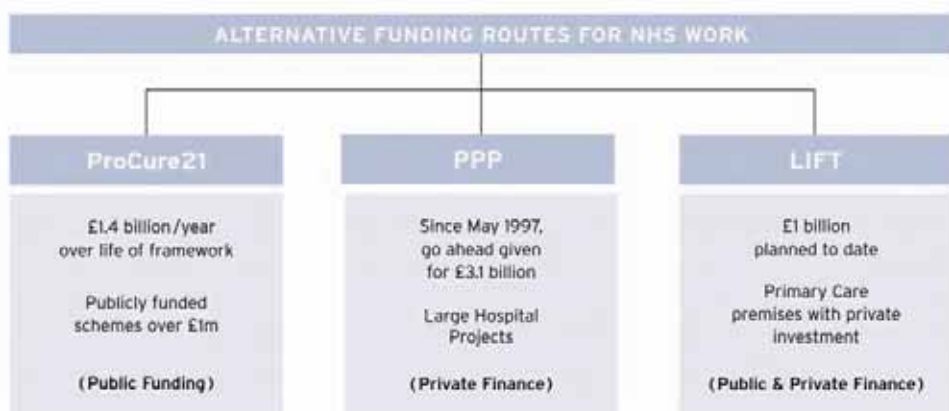 ALTERNATIVE FUNDING ROUTES FOR NHS WORK
ProCure21
£1.4 billion/year
over life of framework
Publicly funded
schemes over £1m
(Public Funding)
PPP
Since May 1997,
go ahead given
for £3.1 billion
Large Hospital
Projects
(Private Finance)
LIFT
£1 billion
planned to date
Primary Care
premises with private
investment
(Public & Private Finance)